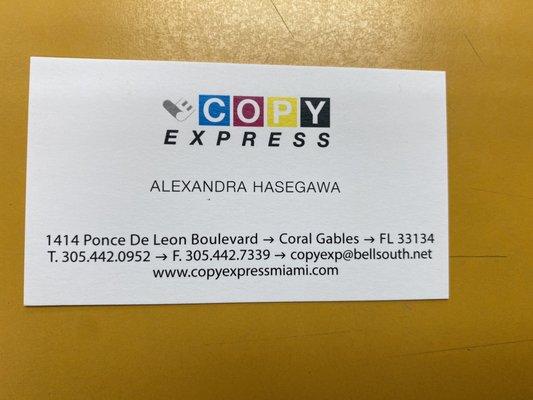 COPY
EXPRESS
ALEXANDRA HASEGAWA
1414 Ponce De Leon Boulevard → Coral Gables → FL 33134
T. 305.442.0952 → F. 305.442.7339 → copyexp@bellsouth.net
www.copyexpressmiami.com